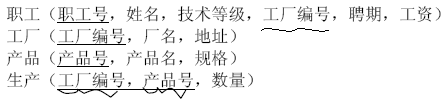 职工（职工号，姓名，技术等级，工厂编号，聘期，工资）
工厂（工厂编号，厂名，地址）
产品（产品号，产品名，规格）
生产（工厂编号，产品号，数量）